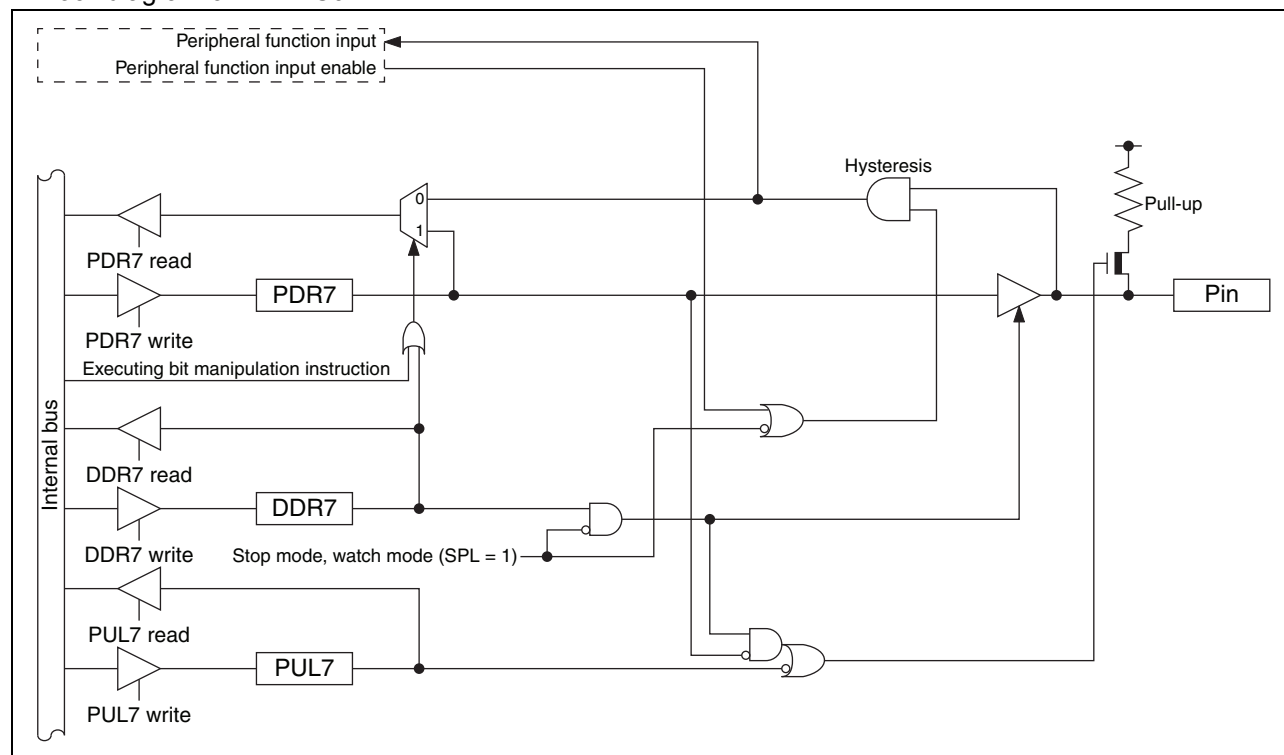 Peripheral function input
Peripheral function input enable
Hysteresis
0
Pull-up
1
PDR7 read
PDR7
Pin
PDR7 write
Executing bit manipulation instruction
Internal bus
DDR7 read
DDR7
DDR7 write
Stop mode, watch mode (SPL = 1)
PUL7 read
PUL7
PUL7 write